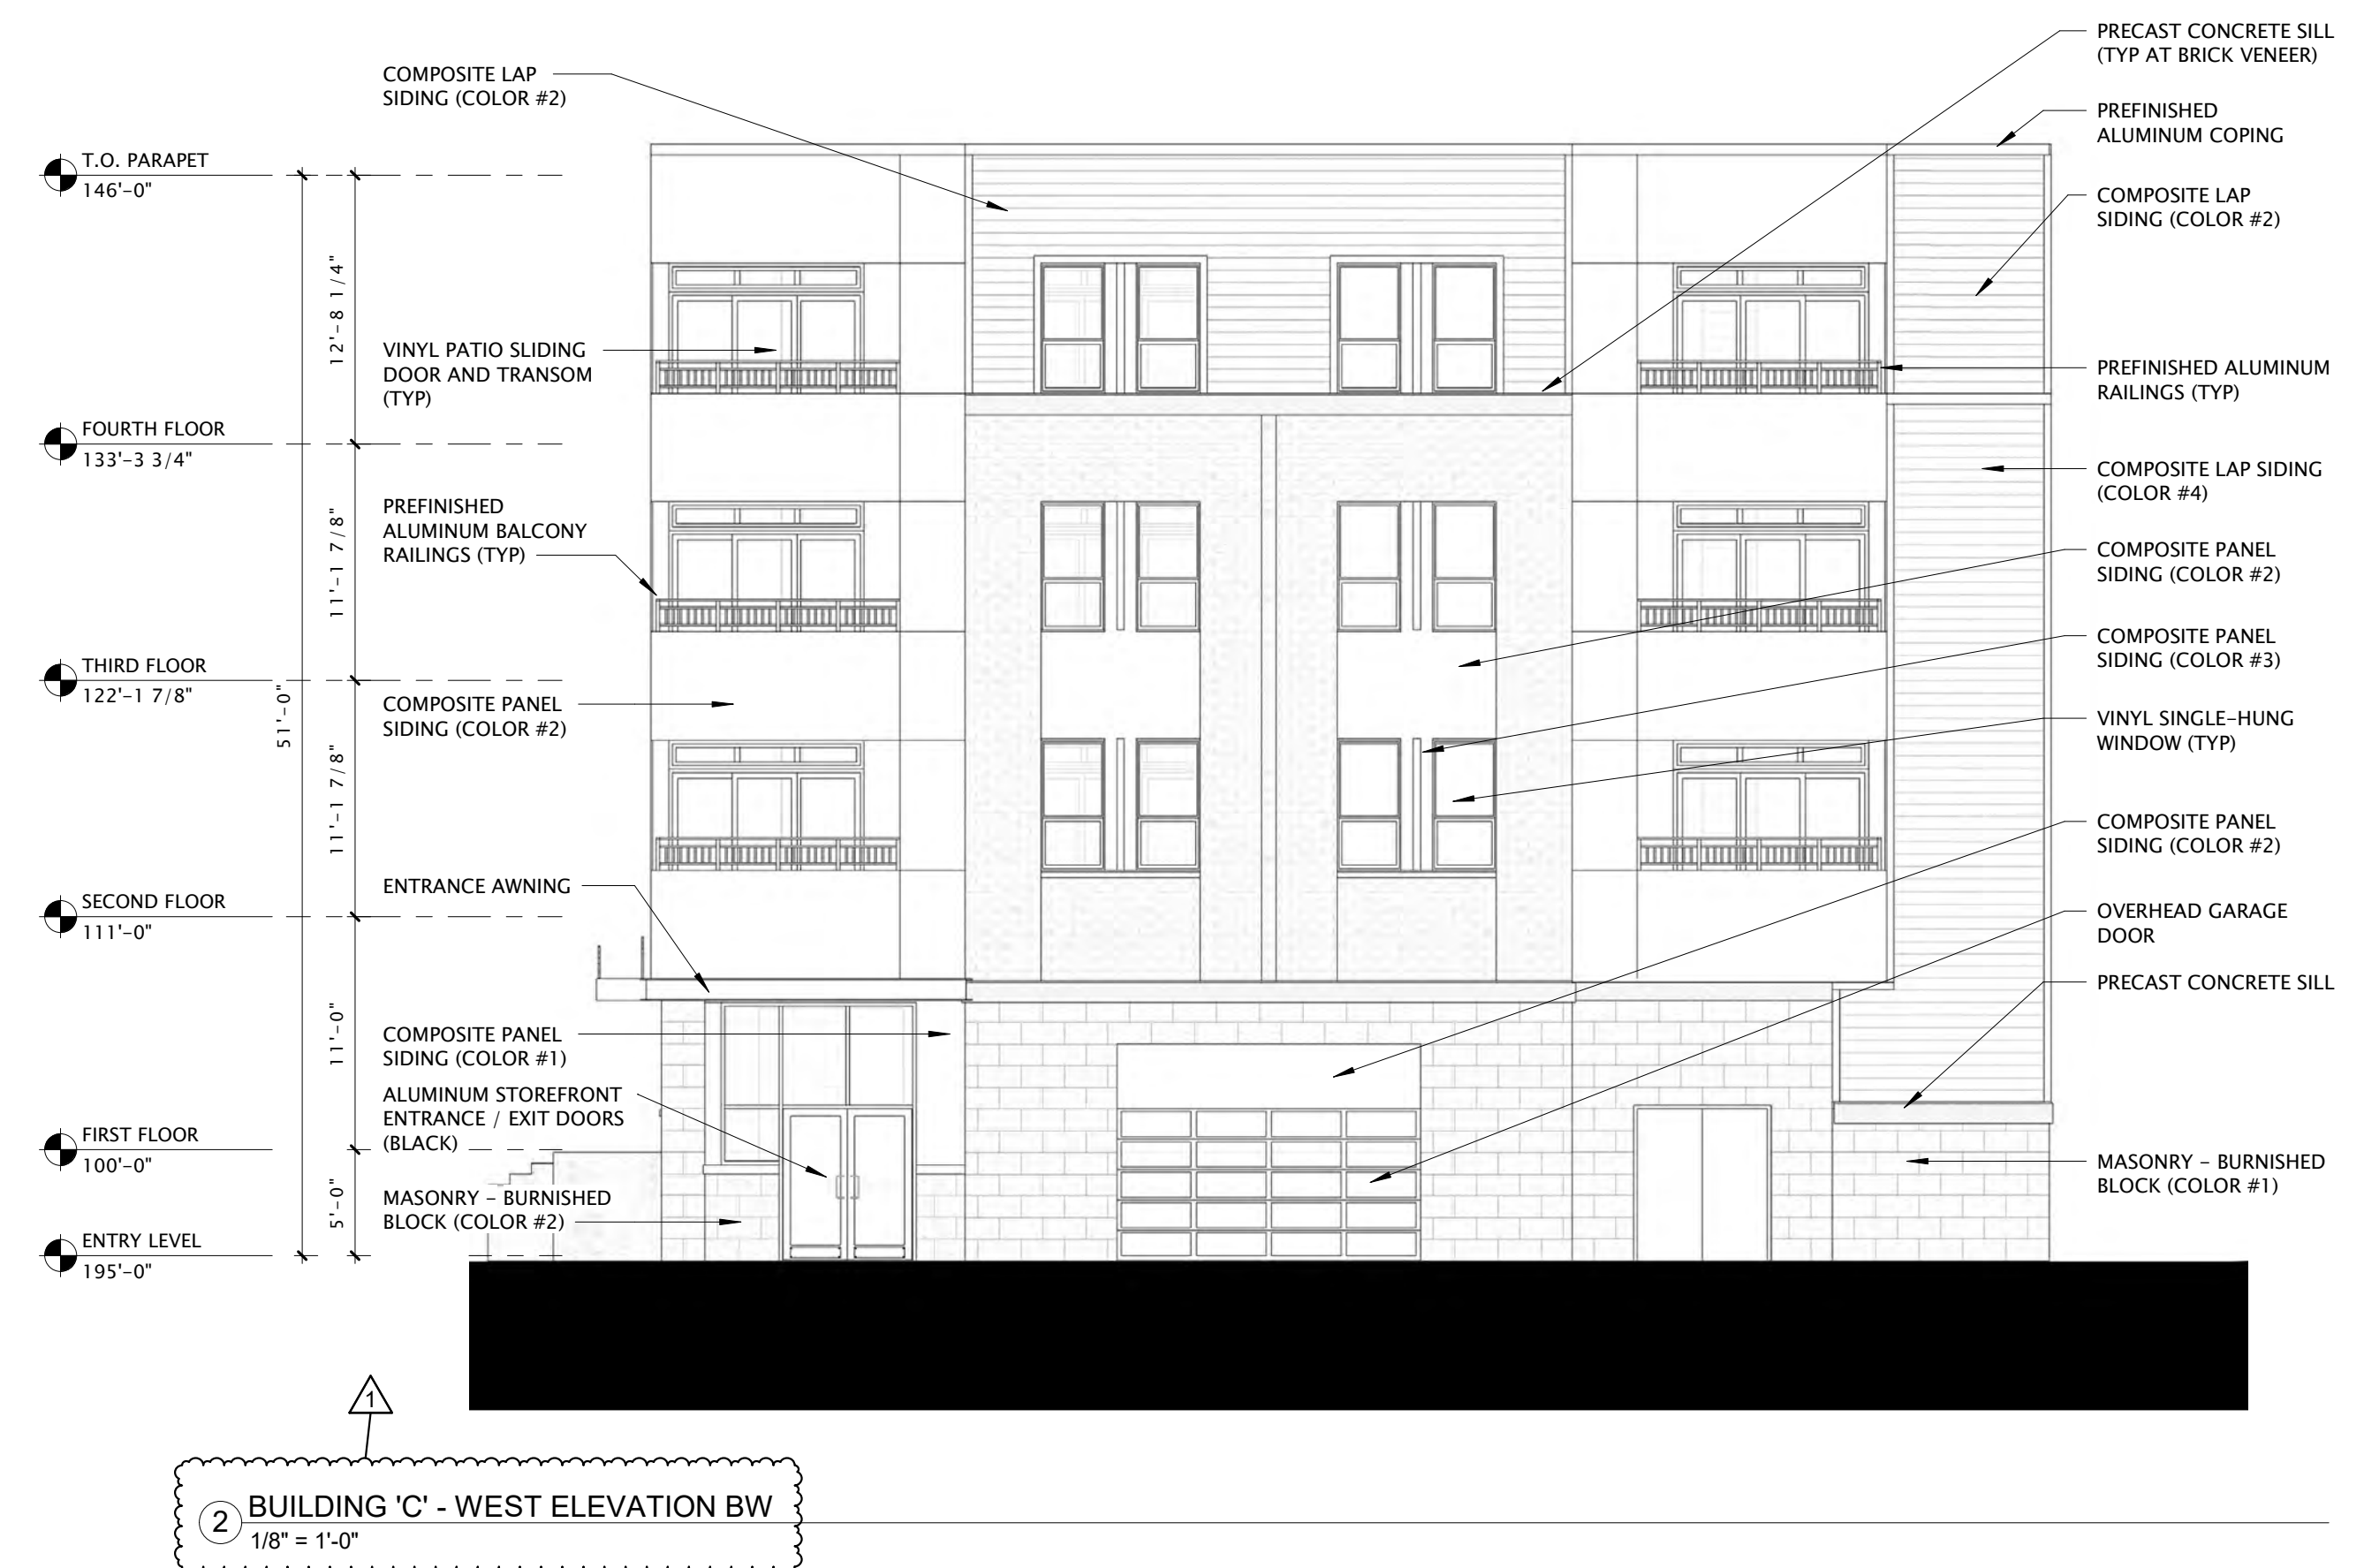 COMPOSITE LAP
SIDING (COLOR #2)
T.O. PARAPET
146'-0"
12'-8 1/4"
VINYL PATIO SLIDING
DOOR AND TRANSOM
(TYP)
FOURTH FLOOR
133'-3 3/4"
PREFINISHED
ALUMINUM BALCONY
RAILINGS (TYP)
11'-1 7/8"
THIRD FLOOR
122'-1 7/8"
51'-0"
COMPOSITE PANEL
SIDING (COLOR #2)
11'-1 7/8"
ENTRANCE AWNING
SECOND FLOOR
111'-0"
11'-0"
COMPOSITE PANEL
SIDING (COLOR #1)
ALUMINUM STOREFRONT
ENTRANCE / EXIT DOORS
(BLACK)
FIRST FLOOR
100'-0"
5'-0"
MASONRY - BURNISHED
BLOCK (COLOR #2)
ENTRY LEVEL
195'-0"
PRECAST CONCRETE SILL
(TYP AT BRICK VENEER)
PREFINISHED
ALUMINUM COPING
COMPOSITE LAP
SIDING (COLOR #2)
PREFINISHED ALUMINUM
RAILINGS (TYP)
COMPOSITE LAP SIDING
(COLOR #4)
COMPOSITE PANEL
SIDING (COLOR #2)
COMPOSITE PANEL
SIDING (COLOR #3)
VINYL SINGLE-HUNG
WINDOW (TYP)
COMPOSITE PANEL
SIDING (COLOR #2)
OVERHEAD GARAGE
DOOR
PRECAST CONCRETE SILL
MASONRY - BURNISHED
BLOCK (COLOR #1)
1
2 BUILDING 'C' - WEST ELEVATION BW
1/8" = 1'-0"